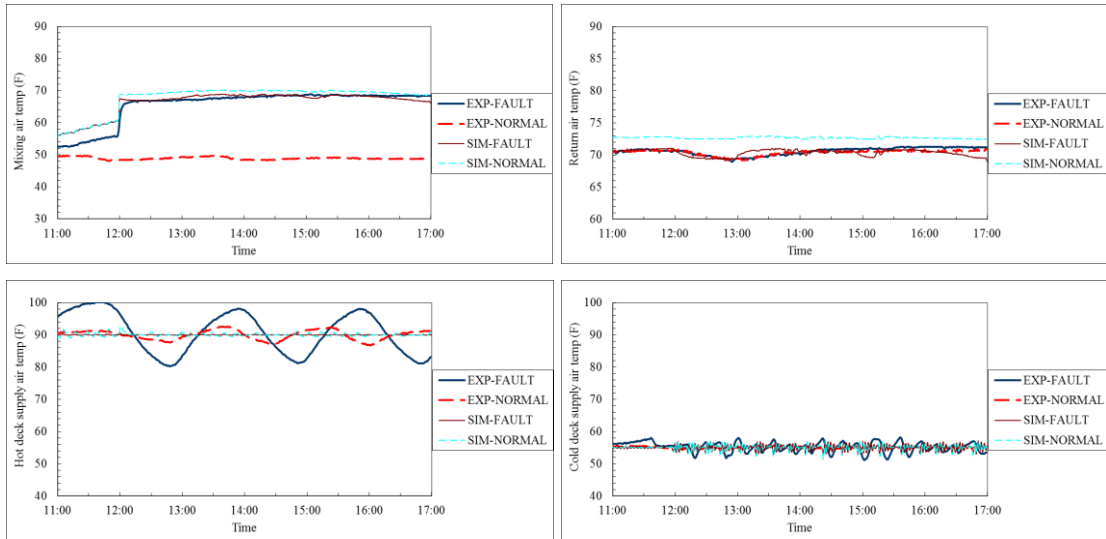 Mixing air temp (F)
90
80
70
60
50
40
30
11:00 12:00 13:00 14:00 15:00 16:00 17:00
Time
EXP-FAULT
EXP-NORMAL
SIM-FAULT
SIM-NORMAL
Return air temp (F)
90
85
80
75
70
65
60
11:00 12:00 13:00 14:00 15:00 16:00 17:00
Time
EXP-FAULT
EXP-NORMAL
SIM-FAULT
SIM-NORMAL
Hot deck supply air temp (F)
100
90
80
70
60
50
40
11:00 12:00 13:00 14:00 15:00 16:00 17:00
Time
EXP-FAULT
EXP-NORMAL
SIM-FAULT
SIM-NORMAL
Cold deck supply air temp (F)
100
90
80
70
60
50
40
11:00 12:00 13:00 14:00 15:00 16:00 17:00
Time
EXP-FAULT
EXP-NORMAL
SIM-FAULT
SIM-NORMAL